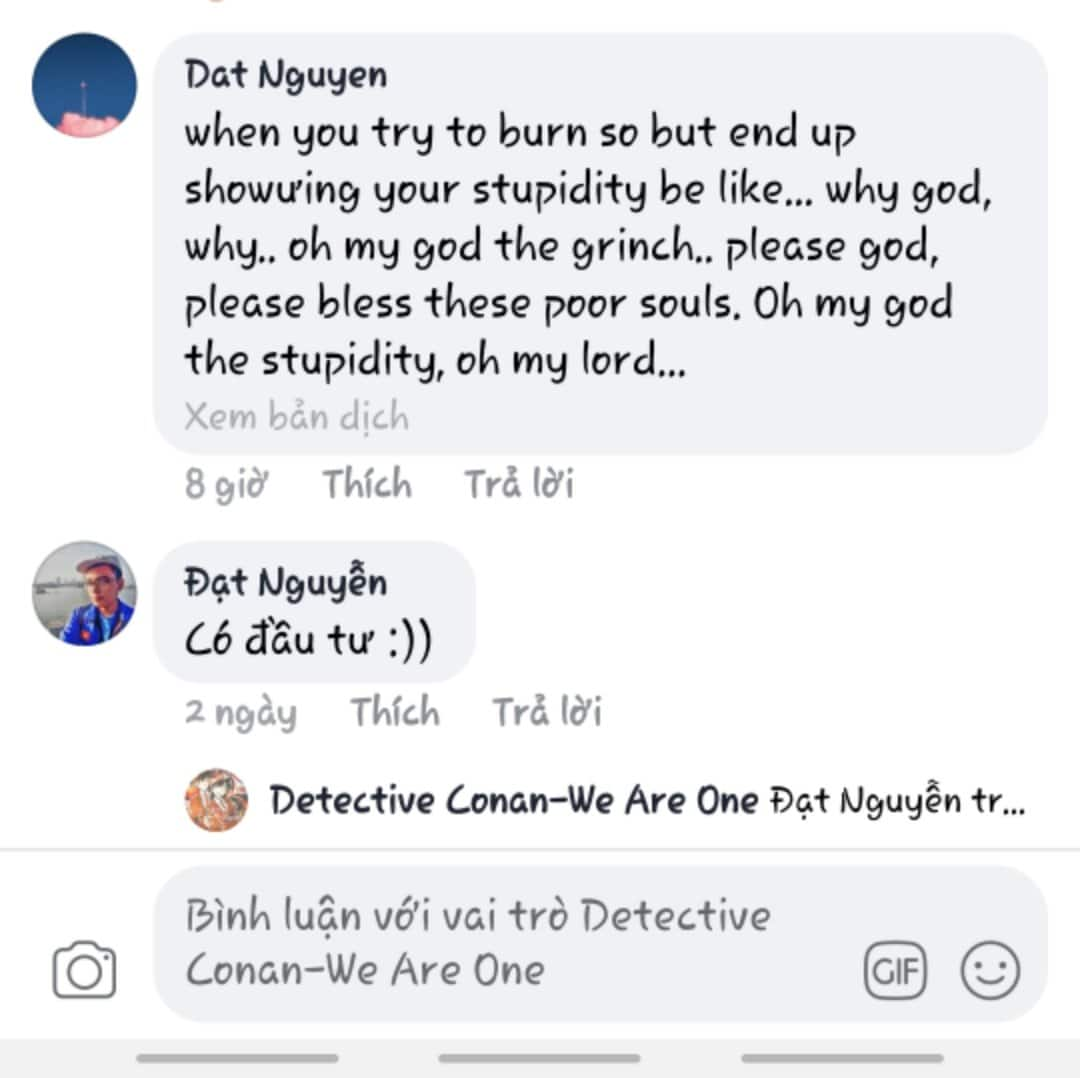 Dat Nguyen
when you try to burn so but end up
showưing your stupidity be like... why god,
why.. oh my god the grinch.. please god,
please bless these poor souls. Oh my god
the stupidity, oh my lord...
Xem bản dịch
8 giờ Thích Trả lời
Đạt Nguyễn
Có đầu tư :))
2 ngày Thích Trả lời
Detective Conan-We Are One Đạt Nguyễn tr...
Bình luận với vai trò Detective
Conan-We Are One
GIF